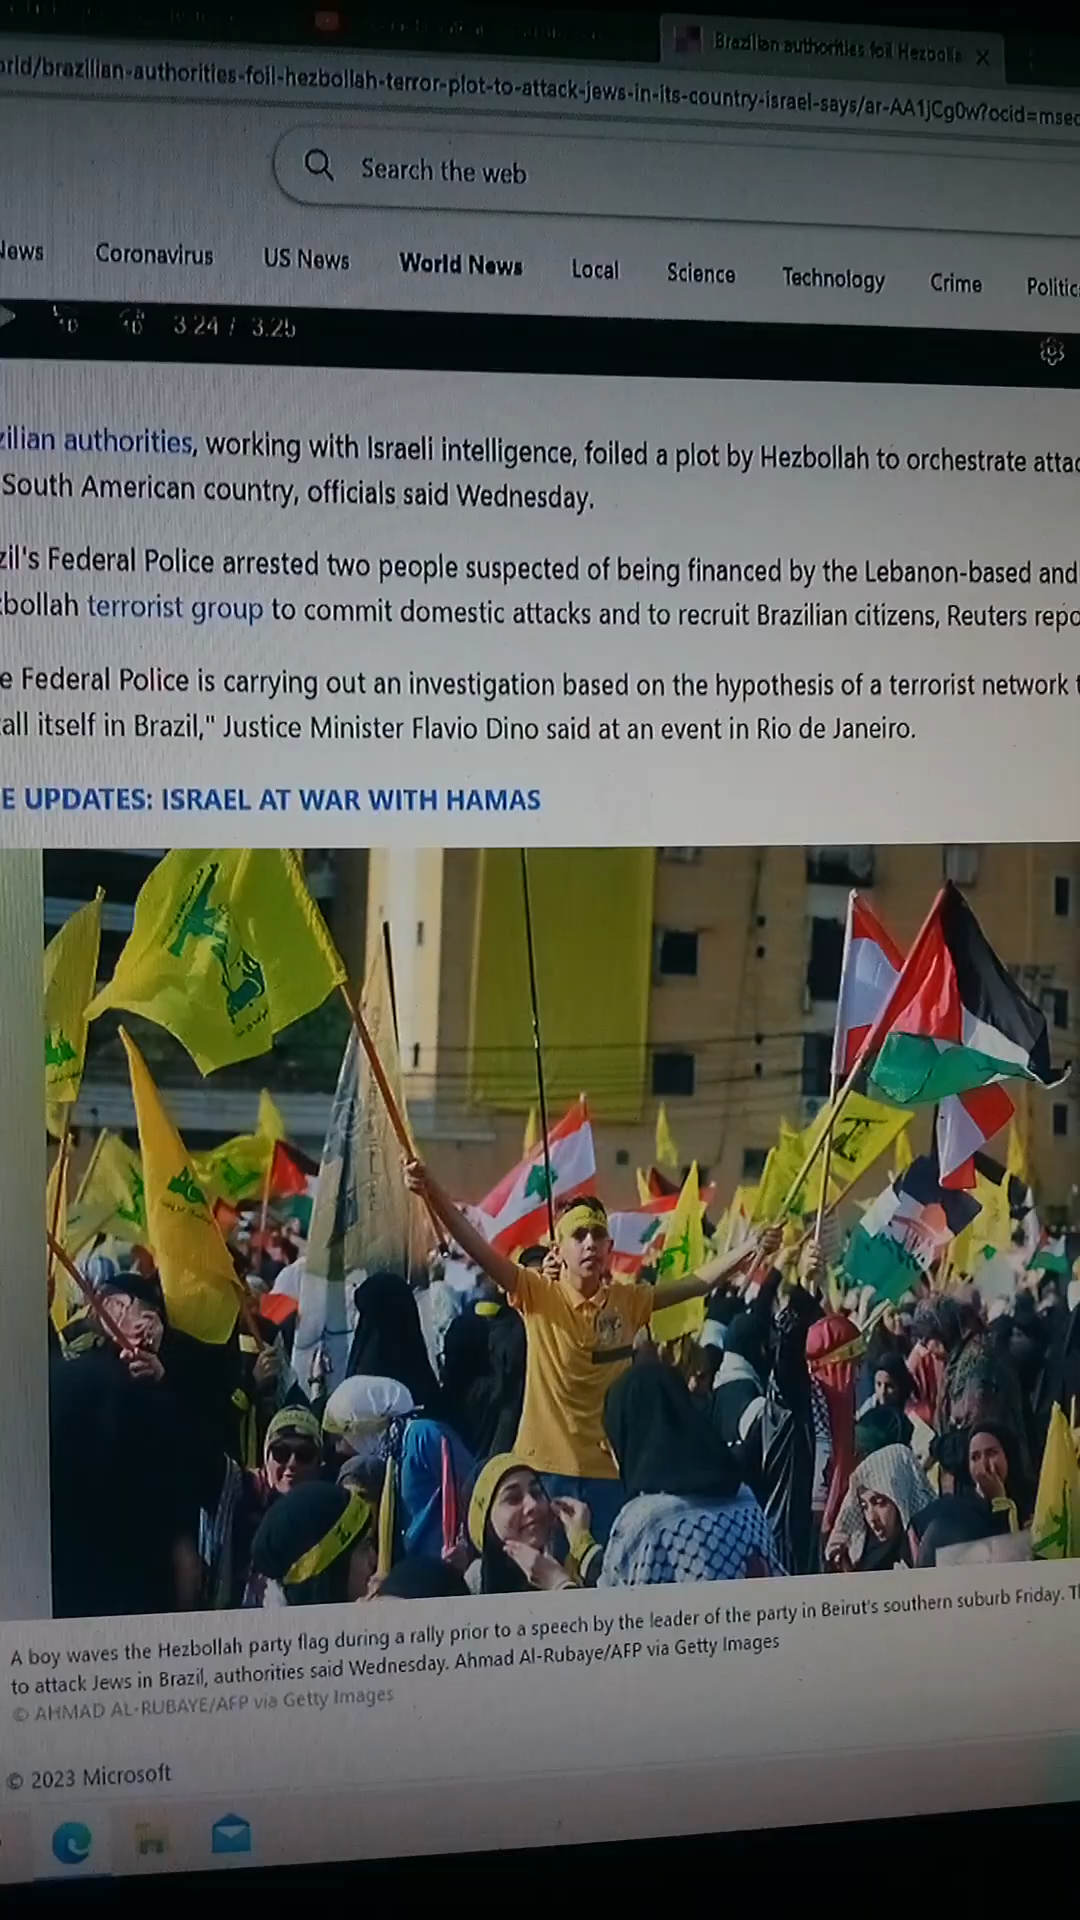 Brazilian authorities foil Hezbolla
orld/brazilian-authorities-foil-hezbollah-terror-plot-to-attack-jews-in-its-country-israel-says/ar-AA1jCg0w?ocid=msec
Search the web
News Coronavirus US News World News Local Science Technology Crime Politic
10 10 3:24 / 3:25
zilian authorities, working with Israeli intelligence, foiled a plot by Hezbollah to orchestrate attac
South American country, officials said Wednesday.
zil's Federal Police arrested two people suspected of being financed by the Lebanon-based and
zbollah terrorist group to commit domestic attacks and to recruit Brazilian citizens, Reuters repo
e Federal Police is carrying out an investigation based on the hypothesis of a terrorist network t
all itself in Brazil," Justice Minister Flavio Dino said at an event in Rio de Janeiro.
E UPDATES: ISRAEL AT WAR WITH HAMAS
A boy waves the Hezbollah party flag during a rally prior to a speech by the leader of the party in Beirut's southern suburb Friday. Th
to attack Jews in Brazil, authorities said Wednesday. Ahmad Al-Rubaye/AFP via Getty Images
© AHMAD AL-RUBAYE/AFP via Getty Images
© 2023 Microsoft